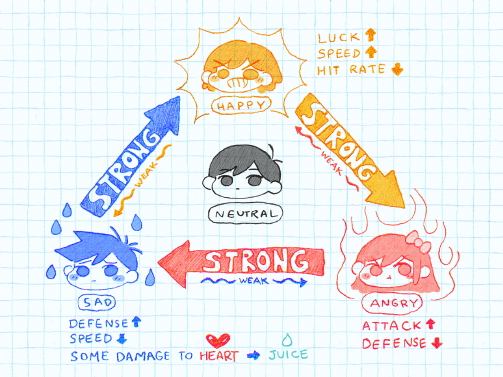 LUCK ↑
SPEED ↑
HIT RATE ↓
HAPPY
STRONG
WEAK
STRONG
WEAK
NEUTRAL
STRONG
WEAK
SAD
DEFENSE ↑
SPEED ↓
SOME DAMAGE TO HEART → JUICE
ANGRY
ATTACK ↑
DEFENSE ↓